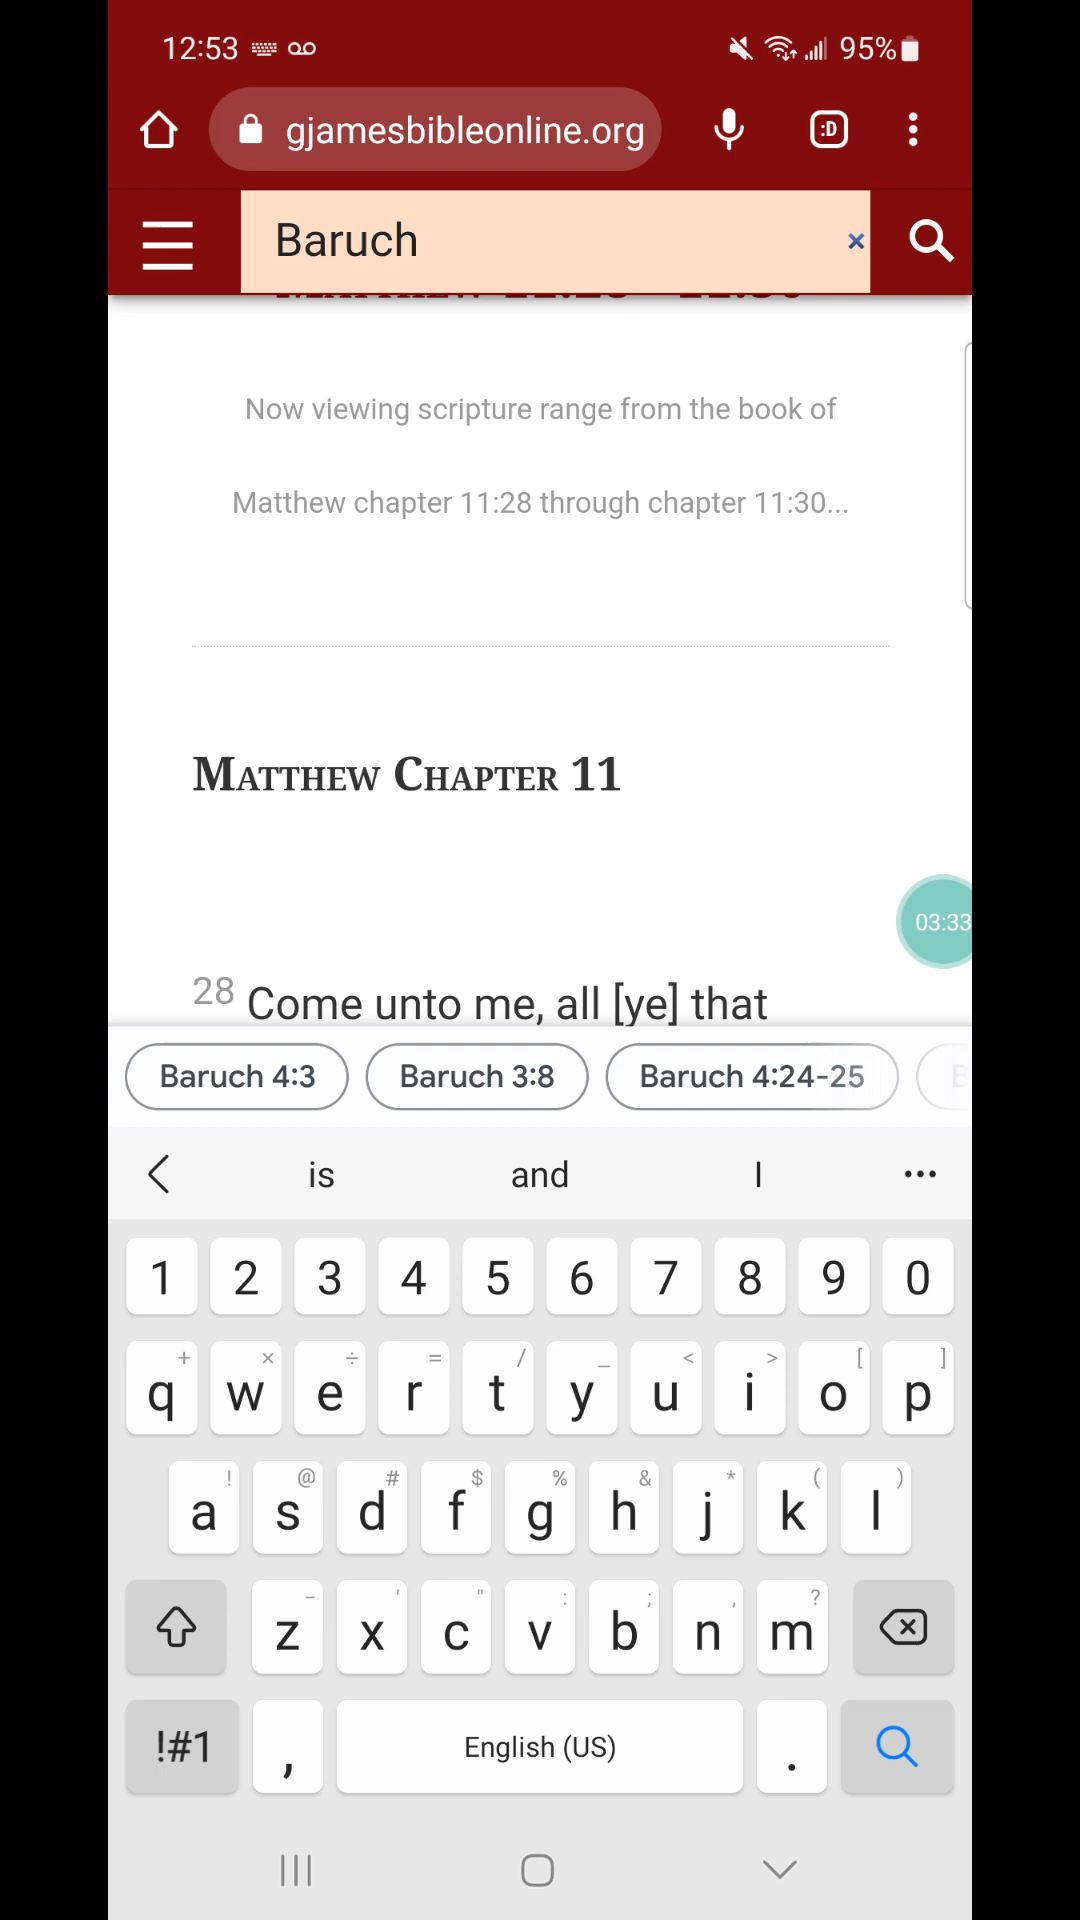 12:53 95%
gjamesbibleonline.org :D
Baruch ×
Now viewing scripture range from the book of
Matthew chapter 11:28 through chapter 11:30...
Matthew Chapter 11
03:33
28 Come unto me, all [ye] that
Baruch 4:3 Baruch 3:8 Baruch 4:24-25 B
is and I ...
1 2 3 4 5 6 7 8 9 0
+ × ÷ = / _ < > [ ]
q w e r t y u i o p
! @ # $ % & * ( )
a s d f g h j k l
- ' " : ; , ?
z x c v b n m
!#1 , English (US) .